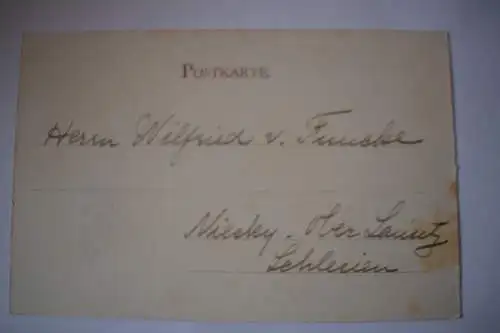 POSTKARTE
Herrn Wilfried v. Funcke
Niesky - Ober Lausitz
Schlesien